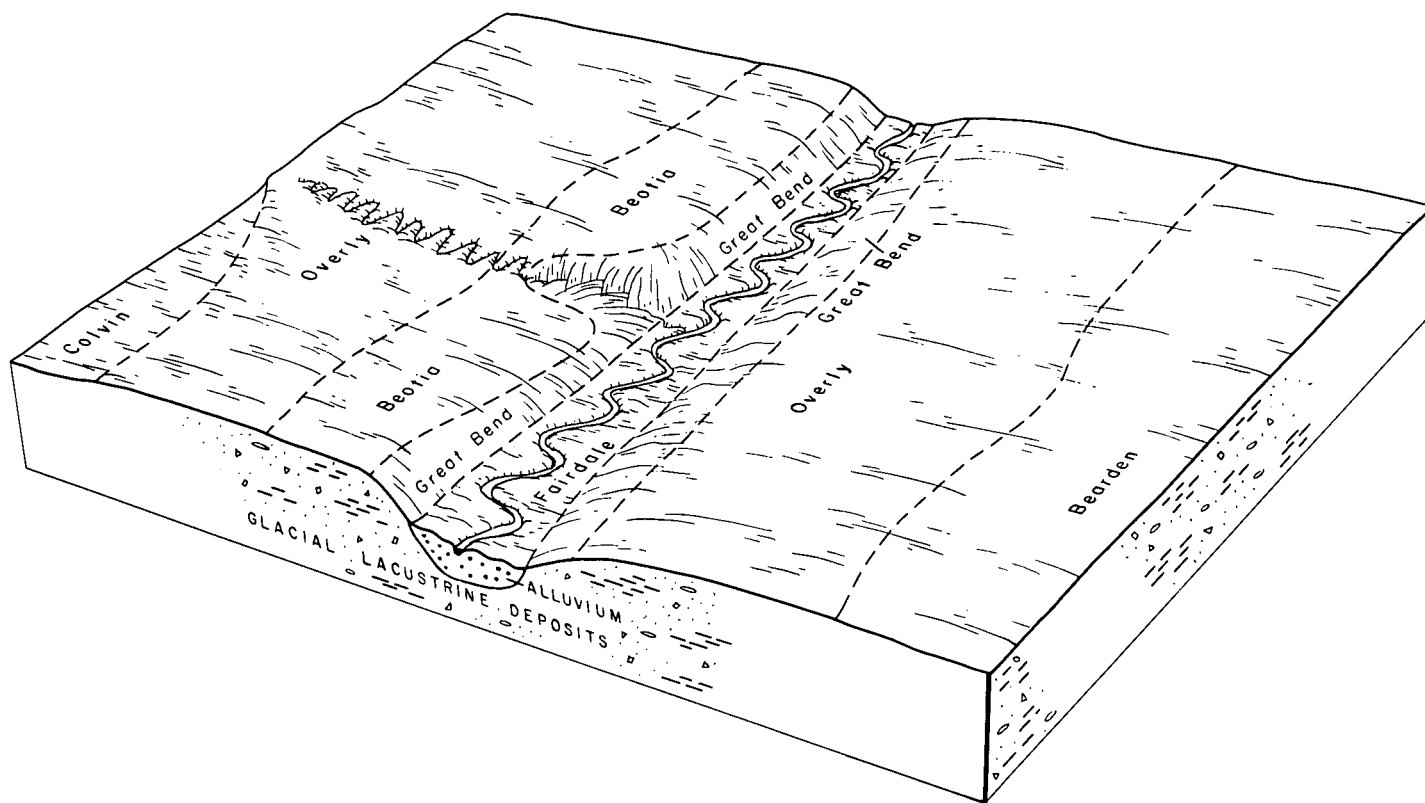 Beotia
Great Bend
Overly
Great Bend
Colvin
Beotia
Overly
Great Bend
Fairdale
Bearden
GLACIAL LACUSTRINE DEPOSITS
ALLUVIUM